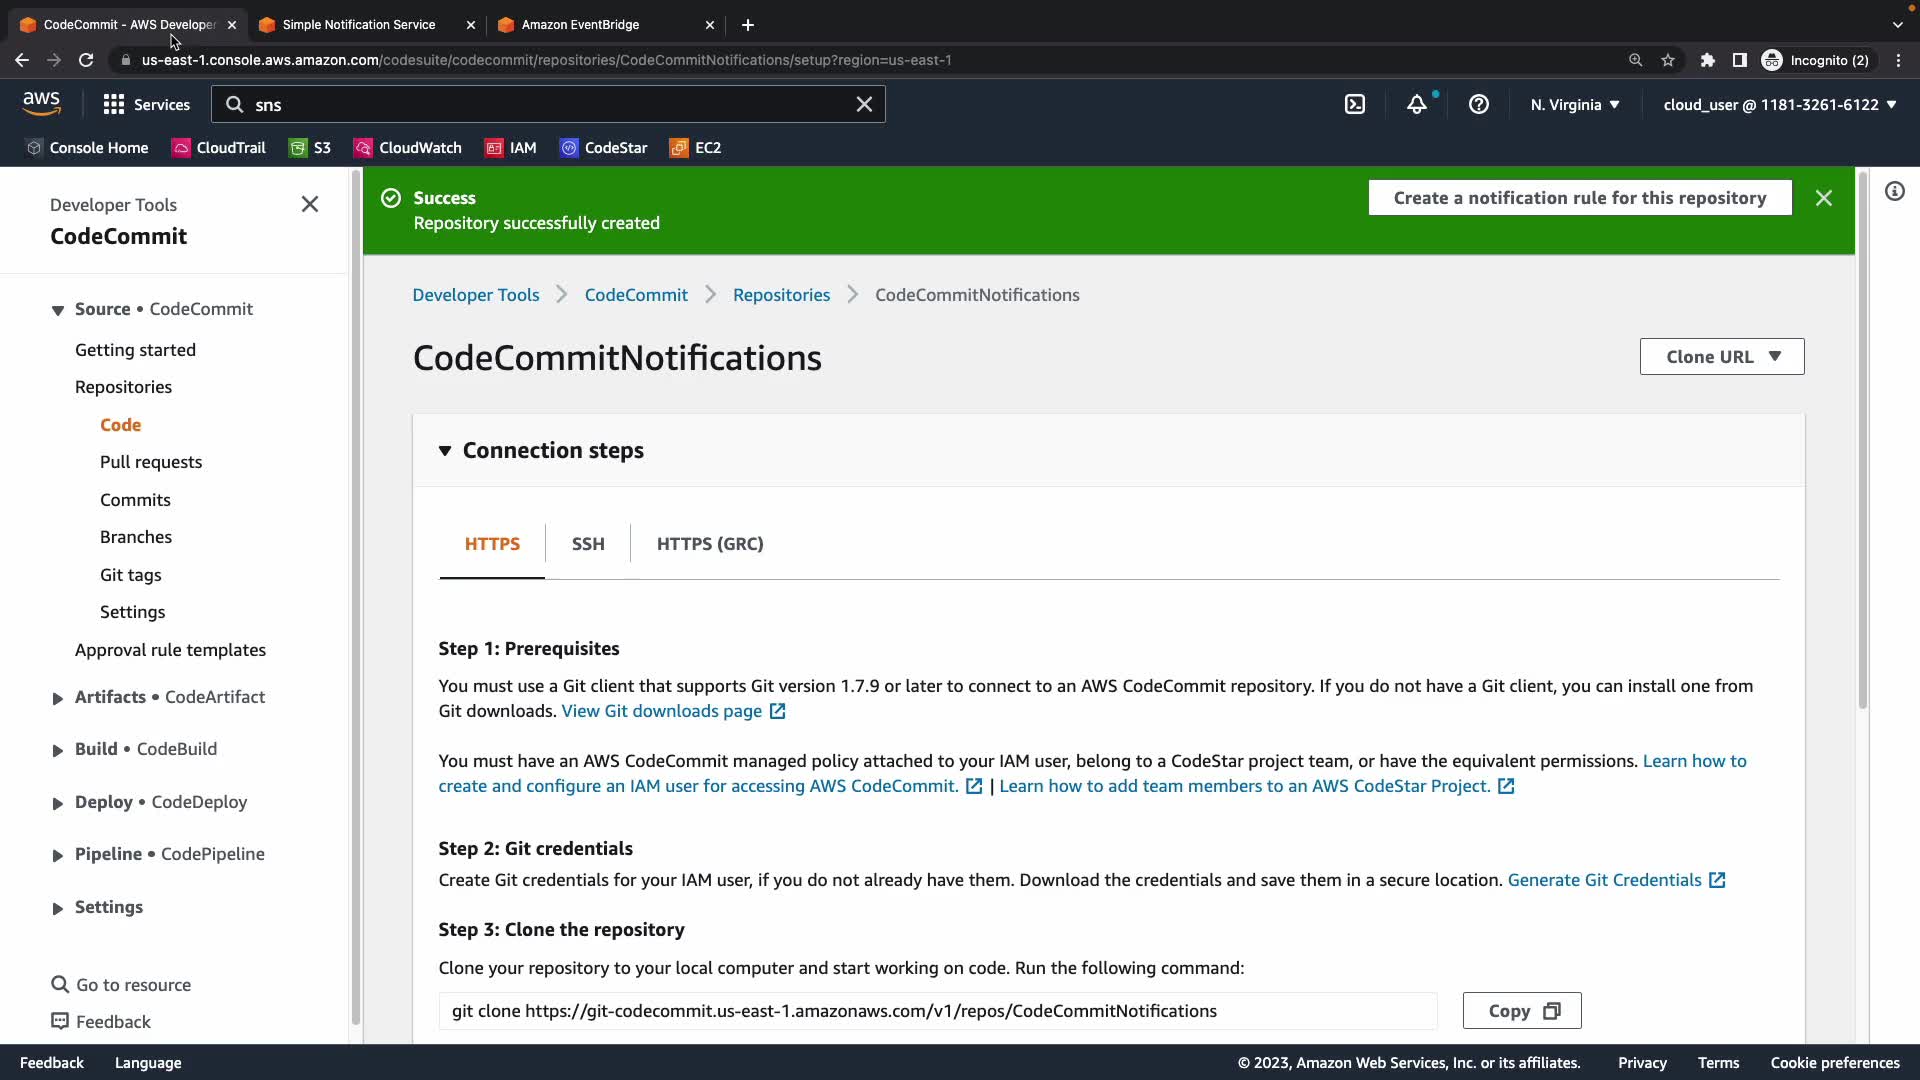 CodeCommit - AWS Developer
Simple Notification Service
Amazon EventBridge
us-east-1.console.aws.amazon.com/codesuite/codecommit/repositories/CodeCommitNotifications/setup?region=us-east-1
Incognito (2)
aws
Services
sns
N. Virginia
cloud_user @ 1181-3261-6122
Console Home
CloudTrail
S3
CloudWatch
IAM
CodeStar
EC2
Developer Tools
CodeCommit
Source • CodeCommit
Getting started
Repositories
Code
Pull requests
Commits
Branches
Git tags
Settings
Approval rule templates
Artifacts • CodeArtifact
Build • CodeBuild
Deploy • CodeDeploy
Pipeline • CodePipeline
Settings
Go to resource
Feedback
Success
Repository successfully created
Create a notification rule for this repository
Developer Tools
CodeCommit
Repositories
CodeCommitNotifications
CodeCommitNotifications
Clone URL
Connection steps
HTTPS
SSH
HTTPS (GRC)
Step 1: Prerequisites
You must use a Git client that supports Git version 1.7.9 or later to connect to an AWS CodeCommit repository. If you do not have a Git client, you can install one from
Git downloads. View Git downloads page
You must have an AWS CodeCommit managed policy attached to your IAM user, belong to a CodeStar project team, or have the equivalent permissions. Learn how to
create and configure an IAM user for accessing AWS CodeCommit. | Learn how to add team members to an AWS CodeStar Project.
Step 2: Git credentials
Create Git credentials for your IAM user, if you do not already have them. Download the credentials and save them in a secure location. Generate Git Credentials
Step 3: Clone the repository
Clone your repository to your local computer and start working on code. Run the following command:
git clone https://git-codecommit.us-east-1.amazonaws.com/v1/repos/CodeCommitNotifications
Copy
Feedback
Language
© 2023, Amazon Web Services, Inc. or its affiliates.
Privacy
Terms
Cookie preferences